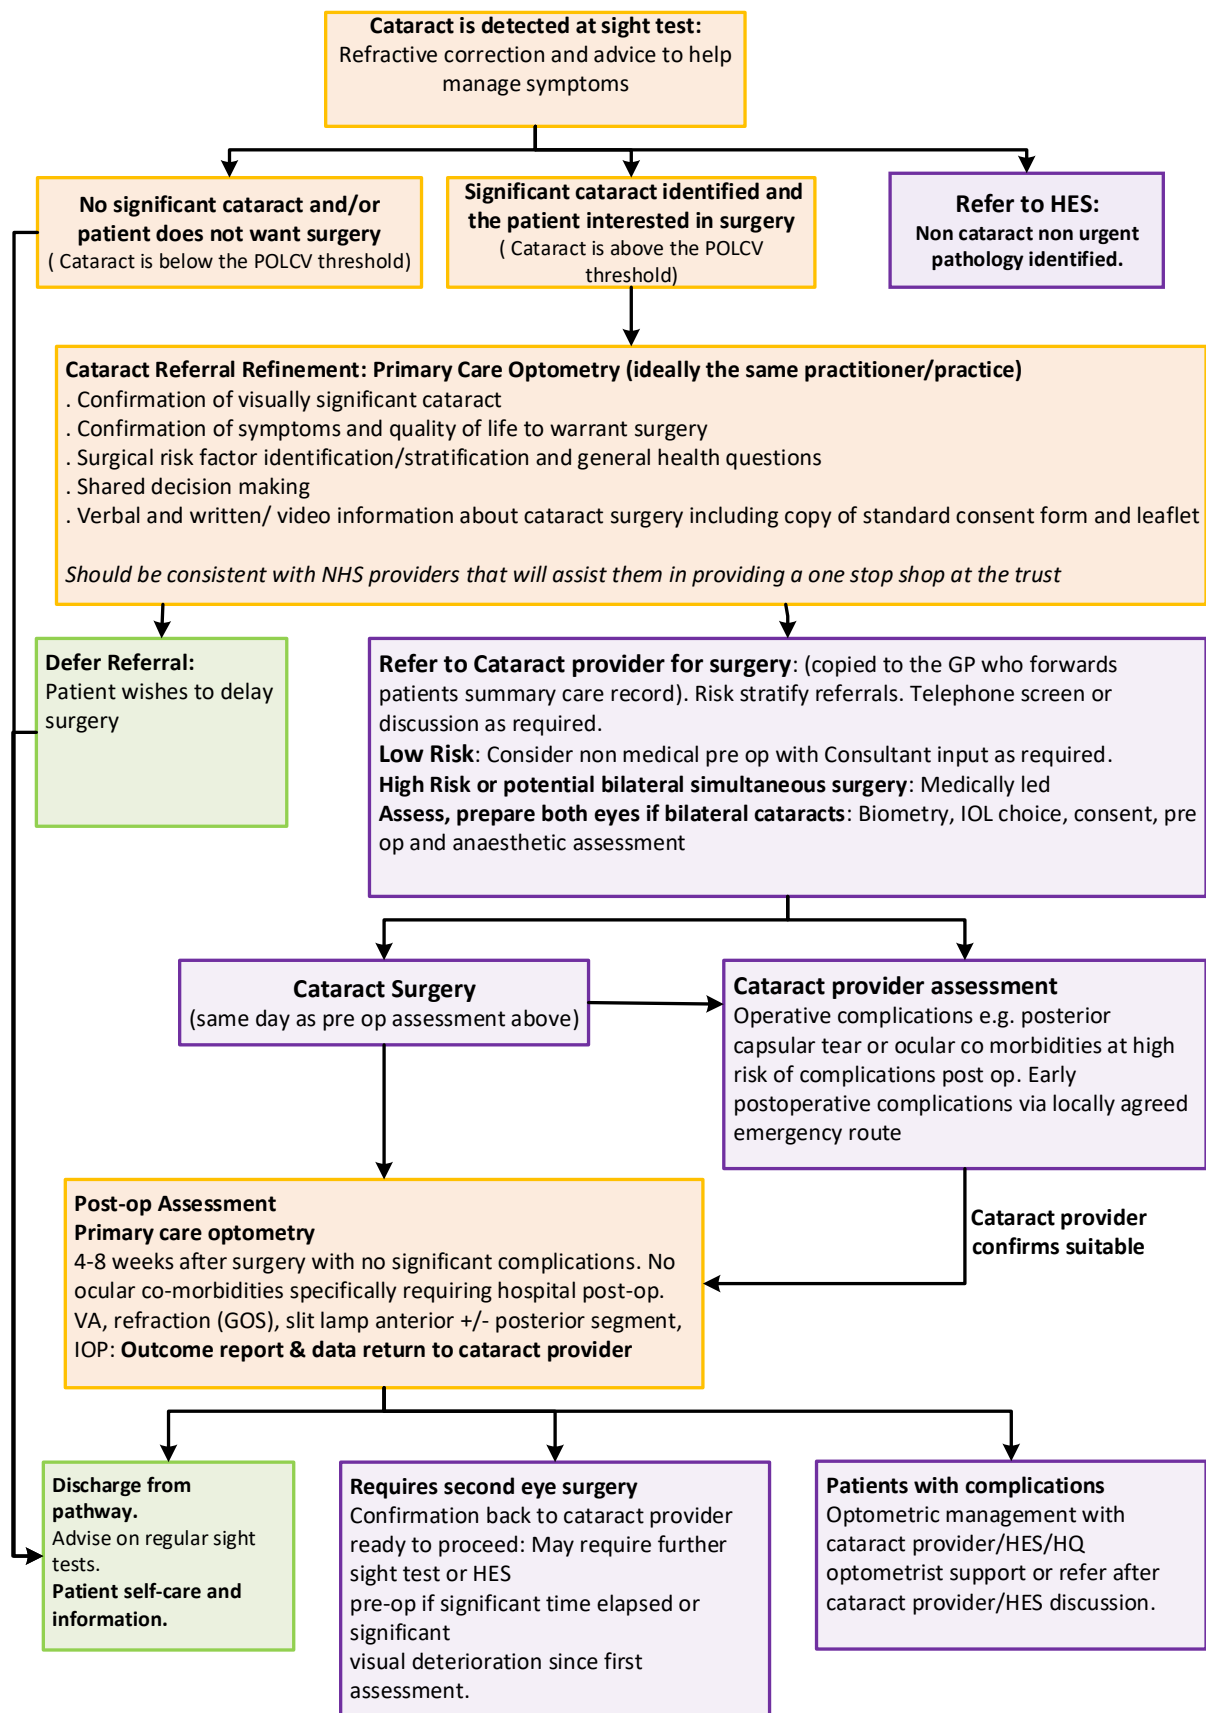 Cataract is detected at sight test:
Refractive correction and advice to help
manage symptoms
No significant cataract and/or
patient does not want surgery
( Cataract is below the POLCV threshold)
Significant cataract identified and
the patient interested in surgery
( Cataract is above the POLCV
threshold)
Refer to HES:
Non cataract non urgent
pathology identified.
Cataract Referral Refinement: Primary Care Optometry (ideally the same practitioner/practice)
. Confirmation of visually significant cataract
. Confirmation of symptoms and quality of life to warrant surgery
. Surgical risk factor identification/stratification and general health questions
. Shared decision making
. Verbal and written/ video information about cataract surgery including copy of standard consent form and leaflet
Should be consistent with NHS providers that will assist them in providing a one stop shop at the trust
Defer Referral:
Patient wishes to delay
surgery
Refer to Cataract provider for surgery: (copied to the GP who forwards
patients summary care record). Risk stratify referrals. Telephone screen or
discussion as required.
Low Risk: Consider non medical pre op with Consultant input as required.
High Risk or potential bilateral simultaneous surgery: Medically led
Assess, prepare both eyes if bilateral cataracts: Biometry, IOL choice, consent, pre
op and anaesthetic assessment
Cataract Surgery
(same day as pre op assessment above)
Cataract provider assessment
Operative complications e.g. posterior
capsular tear or ocular co morbidities at high
risk of complications post op. Early
postoperative complications via locally agreed
emergency route
Cataract provider
confirms suitable
Post-op Assessment
Primary care optometry
4-8 weeks after surgery with no significant complications. No
ocular co-morbidities specifically requiring hospital post-op.
VA, refraction (GOS), slit lamp anterior +/- posterior segment,
IOP: Outcome report & data return to cataract provider
Discharge from
pathway.
Advise on regular sight
tests.
Patient self-care and
information.
Requires second eye surgery
Confirmation back to cataract provider
ready to proceed: May require further
sight test or HES
pre-op if significant time elapsed or
significant
visual deterioration since first
assessment.
Patients with complications
Optometric management with
cataract provider/HES/HQ
optometrist support or refer after
cataract provider/HES discussion.